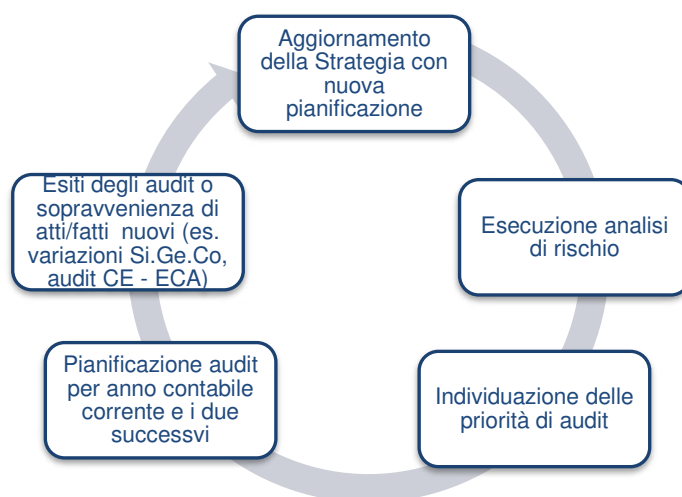 Aggiornamento
della Strategia con
nuova
pianificazione
Esecuzione analisi
di rischio
Individuazione delle
priorità di audit
Pianificazione audit
per anno contabile
corrente e i due
successvi
Esiti degli audit o
sopravvenienza di
atti/fatti nuovi (es.
variazioni Si.Ge.Co,
audit CE - ECA)